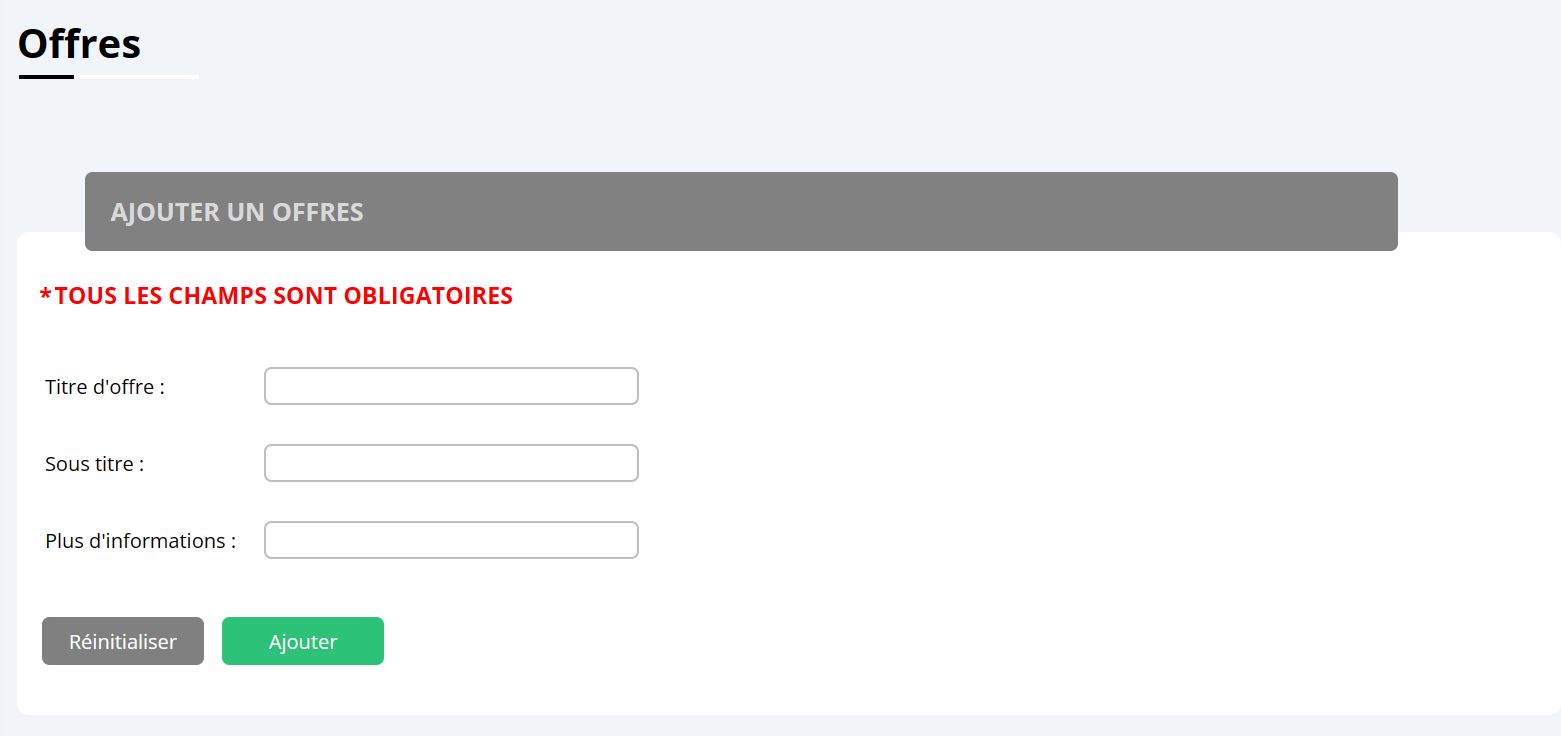 Offres
AJOUTER UN OFFRES
*TOUS LES CHAMPS SONT OBLIGATOIRES
Titre d'offre :
Sous titre :
Plus d'informations :
Réinitialiser Ajouter